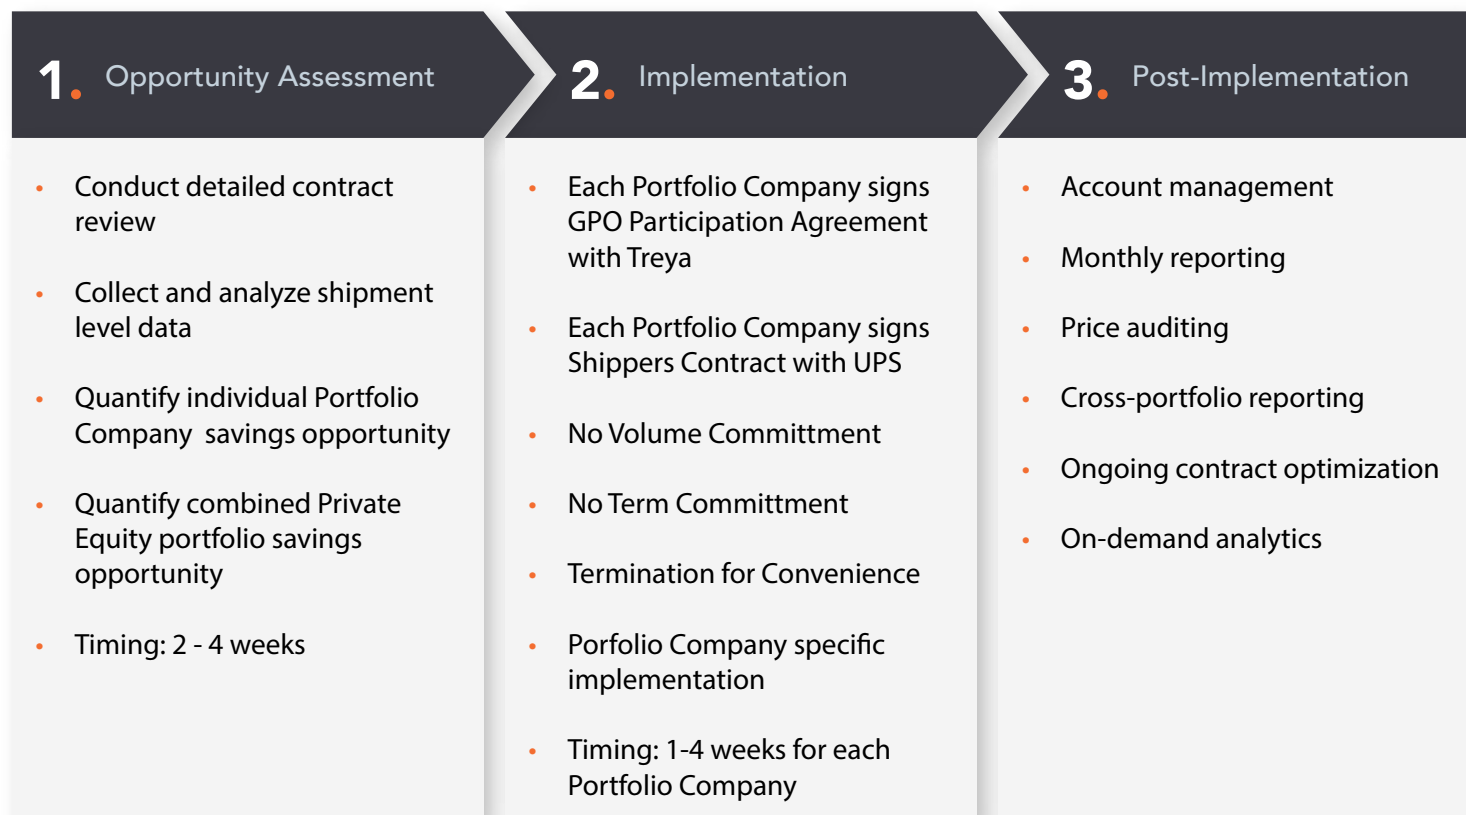 1. Opportunity Assessment
• Conduct detailed contract
review
• Collect and analyze shipment
level data
• Quantify individual Portfolio
Company  savings opportunity
• Quantify combined Private
Equity portfolio savings
opportunity
• Timing: 2 - 4 weeks
2. Implementation
• Each Portfolio Company signs
GPO Participation Agreement
with Treya
• Each Portfolio Company signs
Shippers Contract with UPS
• No Volume Committment
• No Term Committment
• Termination for Convenience
• Porfolio Company specific
implementation
• Timing: 1-4 weeks for each
Portfolio Company
3. Post-Implementation
• Account management
• Monthly reporting
• Price auditing
• Cross-portfolio reporting
• Ongoing contract optimization
• On-demand analytics